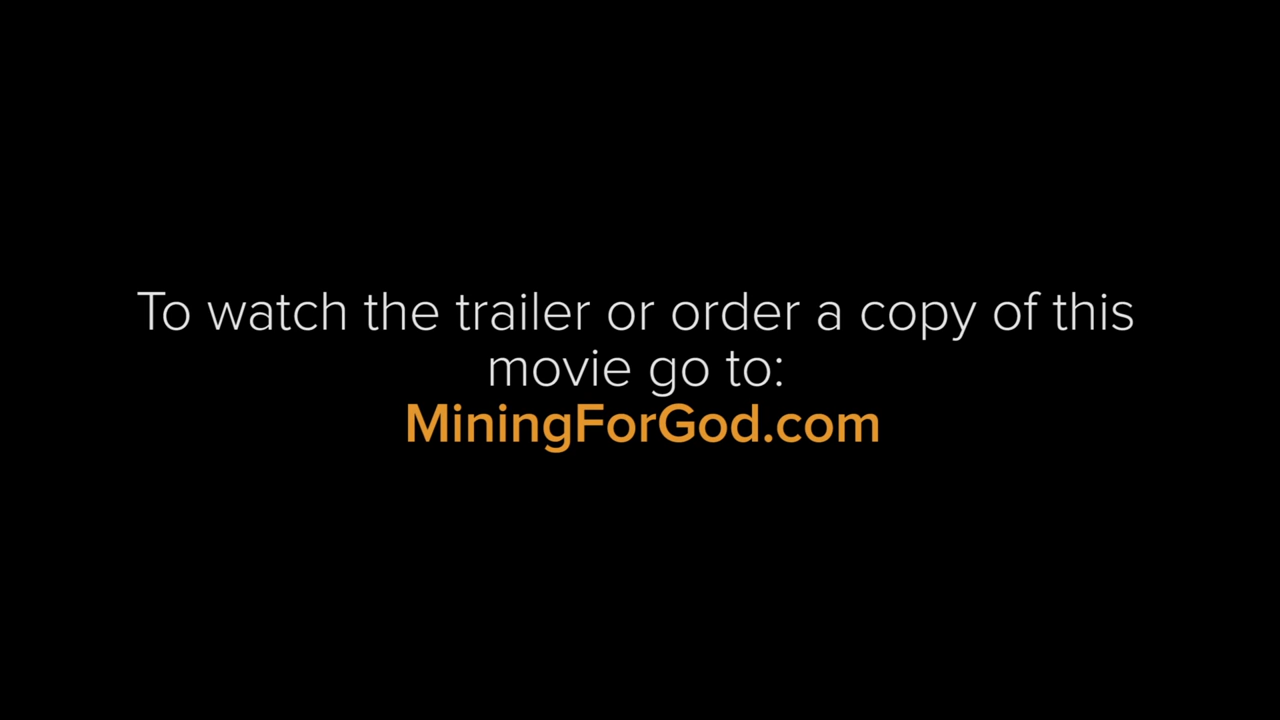 To watch the trailer or order a copy of this
movie go to:
MiningForGod.com